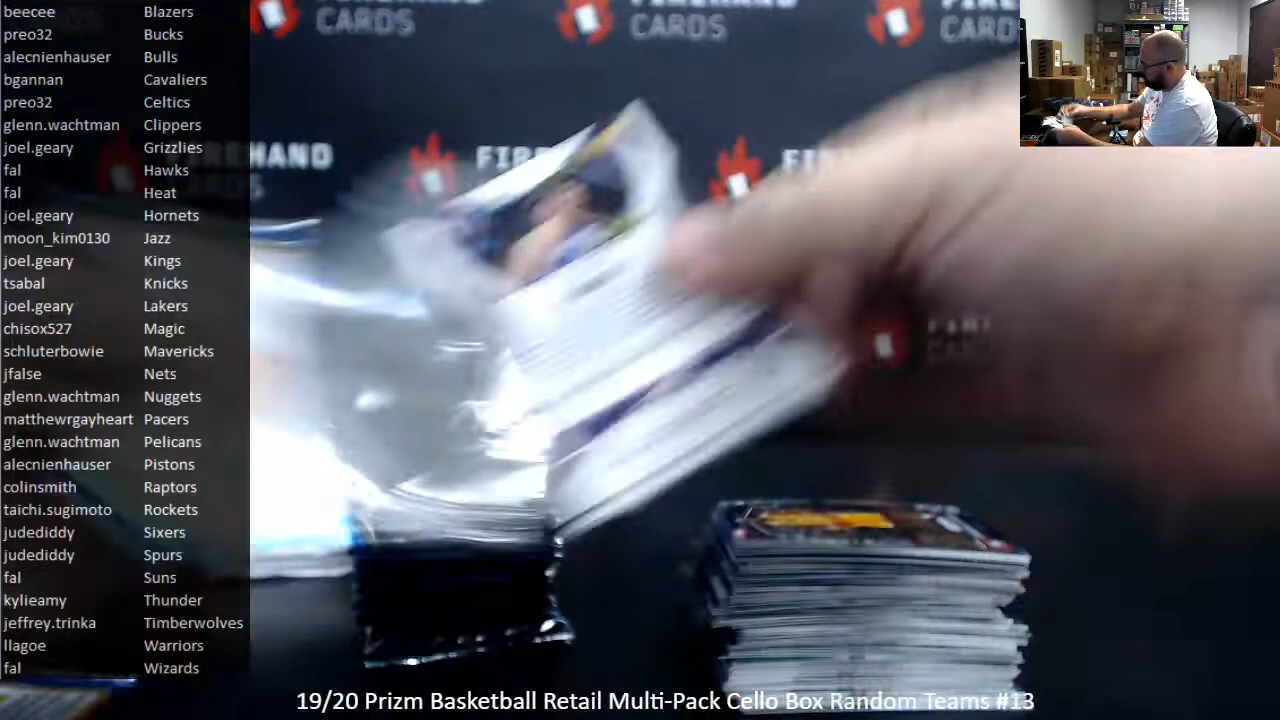 beecee Blazers
preo32 Bucks
alecnienhauser Bulls
bgannan Cavaliers
preo32 Celtics
glenn.wachtman Clippers
joel.geary Grizzlies
fal Hawks
fal Heat
joel.geary Hornets
moon_kim0130 Jazz
joel.geary Kings
tsabal Knicks
joel.geary Lakers
chisox527 Magic
schluterbowie Mavericks
jfalse Nets
glenn.wachtman Nuggets
matthewrgayheart Pacers
glenn.wachtman Pelicans
alecnienhauser Pistons
colinsmith Raptors
taichi.sugimoto Rockets
judediddy Sixers
judediddy Spurs
fal Suns
kylieamy Thunder
jeffrey.trinka Timberwolves
llagoe Warriors
fal Wizards
CARDS
CARDS
CARD
19/20 Prizm Basketball Retail Multi-Pack Cello Box Random Teams #13